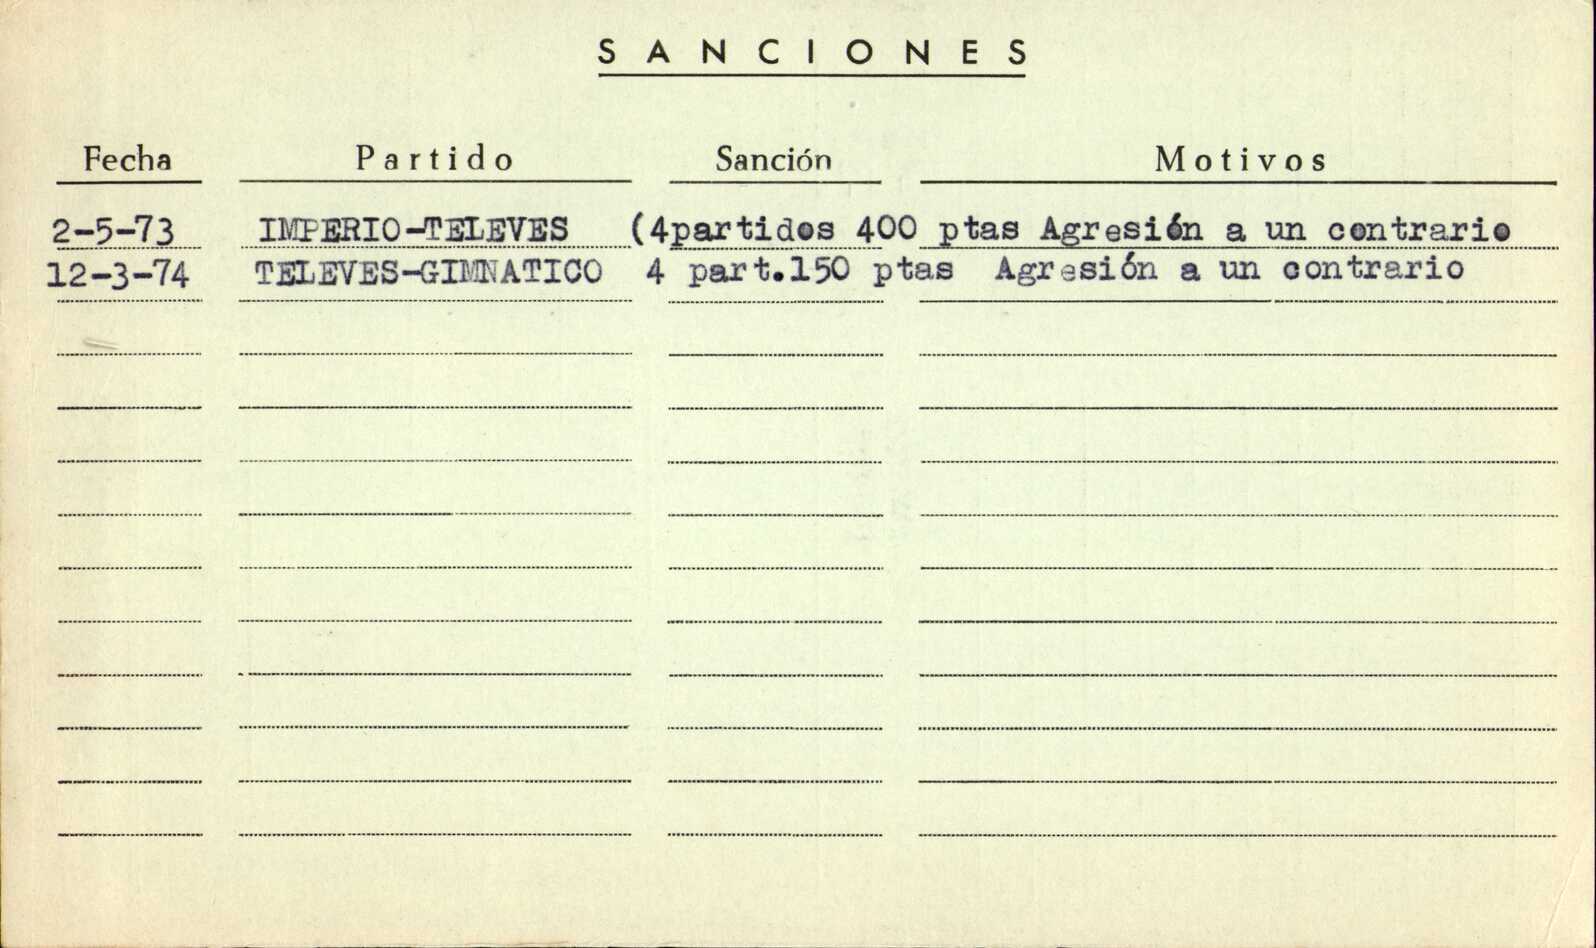 SANCIONES
Fecha Partido Sanción Motivos
2-5-73 IMPERIO-TELEVES (4partidos 400 ptas Agresión a un contrario
12-3-74 TELEVES-GIMNATICO 4 part.150 ptas Agresión a un contrario